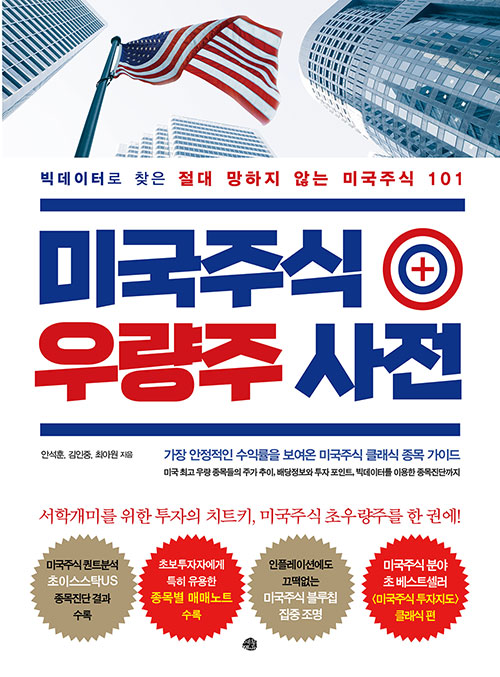 빅데이터로 찾은 절대 망하지 않는 미국주식 101
미국주식
우량주 사전
안석훈, 김인중, 최아원 지음
가장 안정적인 수익률을 보여온 미국주식 클래식 종목 가이드
미국 최고 우량 종목들의 주가 추이, 배당정보와 투자 포인트, 빅데이터를 이용한 종목진단까지
서학개미를 위한 투자의 치트키, 미국주식 초우량주를 한 권에!
미국주식 퀀트분석
초이스스탁US
종목진단 결과
수록
초보투자자에게
특히 유용한
종목별 매매노트
수록
인플레이션에도
끄떡없는
미국주식 블루칩
집중 조명
미국주식 분야
초 베스트셀러
〈미국주식 투자지도〉
클래식 편